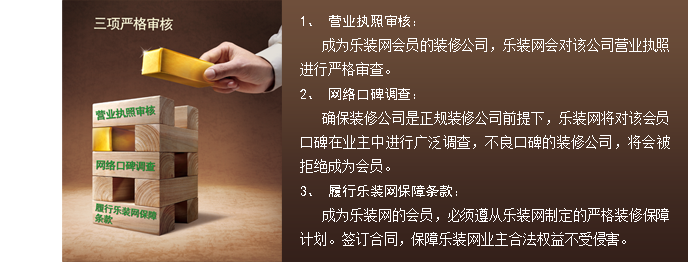 三项严格审核
营业执照审核
网络口碑调查
履行乐装网保障
条款
1、 营业执照审核：
成为乐装网会员的装修公司，乐装网会对该公司营业执照
进行严格审查。
2、 网络口碑调查：
确保装修公司是正规装修公司前提下，乐装网将对该会员
口碑在业主中进行广泛调查，不良口碑的装修公司，将会被
拒绝成为会员。
3、 履行乐装网保障条款：
成为乐装网的会员，必须遵从乐装网制定的严格装修保障
计划。签订合同，保障乐装网业主合法权益不受侵害。